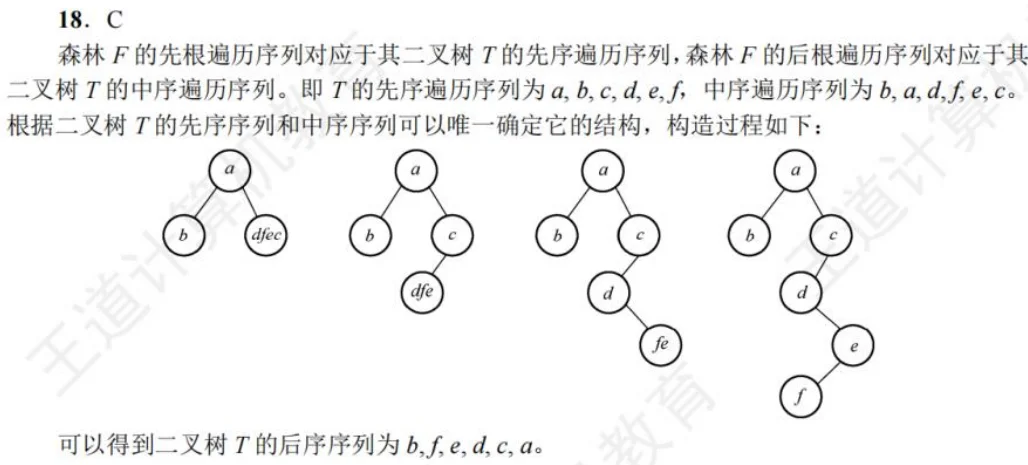 18. C
森林 F 的先根遍历序列对应于其二叉树 T 的先序遍历序列，森林 F 的后根遍历序列对应于其
二叉树 T 的中序遍历序列。即 T 的先序遍历序列为 a, b, c, d, e, f，中序遍历序列为 b, a, d, f, e, c。
根据二叉树 T 的先序序列和中序序列可以唯一确定它的结构，构造过程如下：
a a a a
b dfec b c b c b c
dfe d d
fe e
f
可以得到二叉树 T 的后序序列为 b, f, e, d, c, a。
王道计算机教育
王道计算机
教育